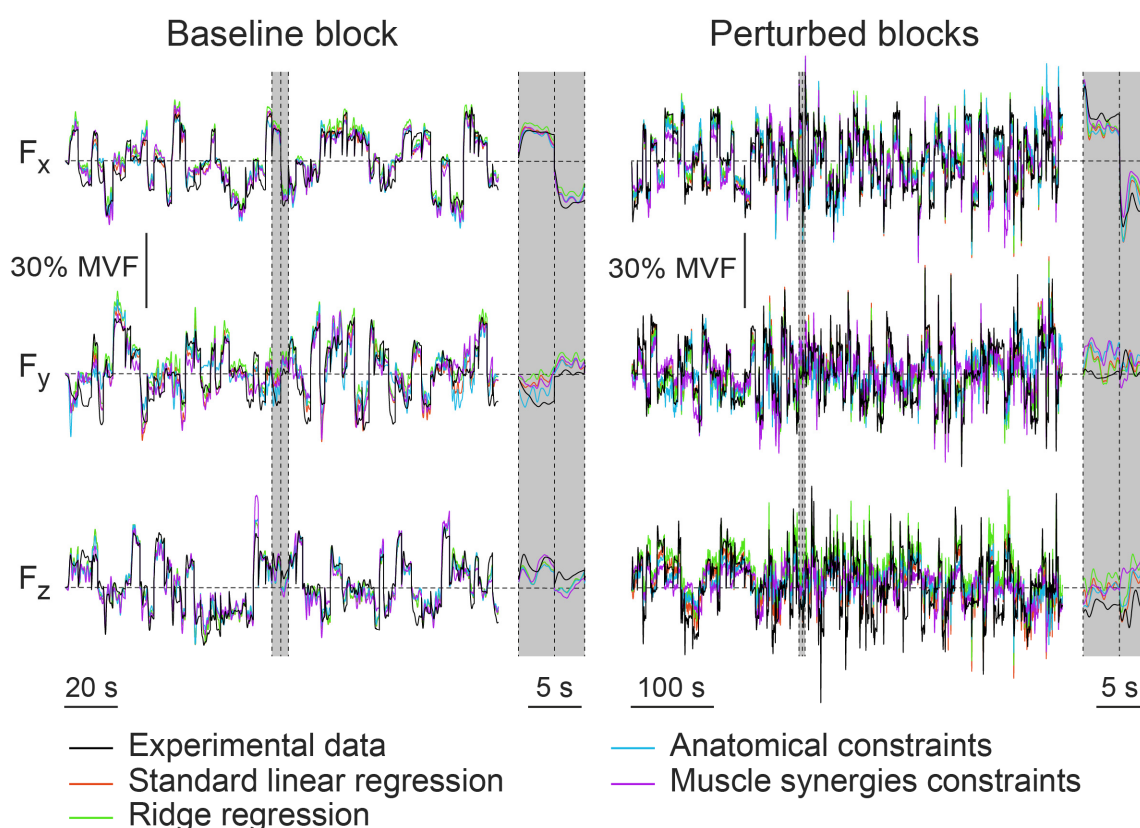 Baseline block
Perturbed blocks
Fx
30% MVF
30% MVF
Fy
Fz
20 s
5 s
100 s
5 s
Experimental data
Standard linear regression
Ridge regression
Anatomical constraints
Muscle synergies constraints